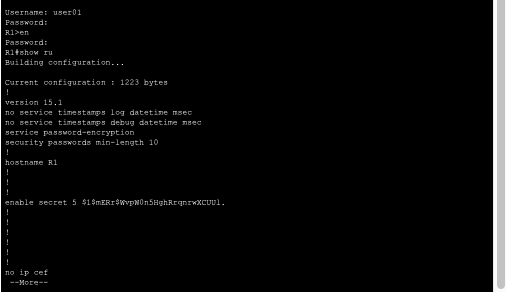 Username: user01
Password:
R1>en
Password:
R1#show ru
Building configuration...
Current configuration : 1223 bytes
!
version 15.1
no service timestamps log datetime msec
no service timestamps debug datetime msec
service password-encryption
security passwords min-length 10
!
hostname R1
!
!
!
enable secret 5 $1$mERr$WvpW0n5HghRrqnrwXCUUl.
!
!
!
!
!
!
no ip cef
--More--